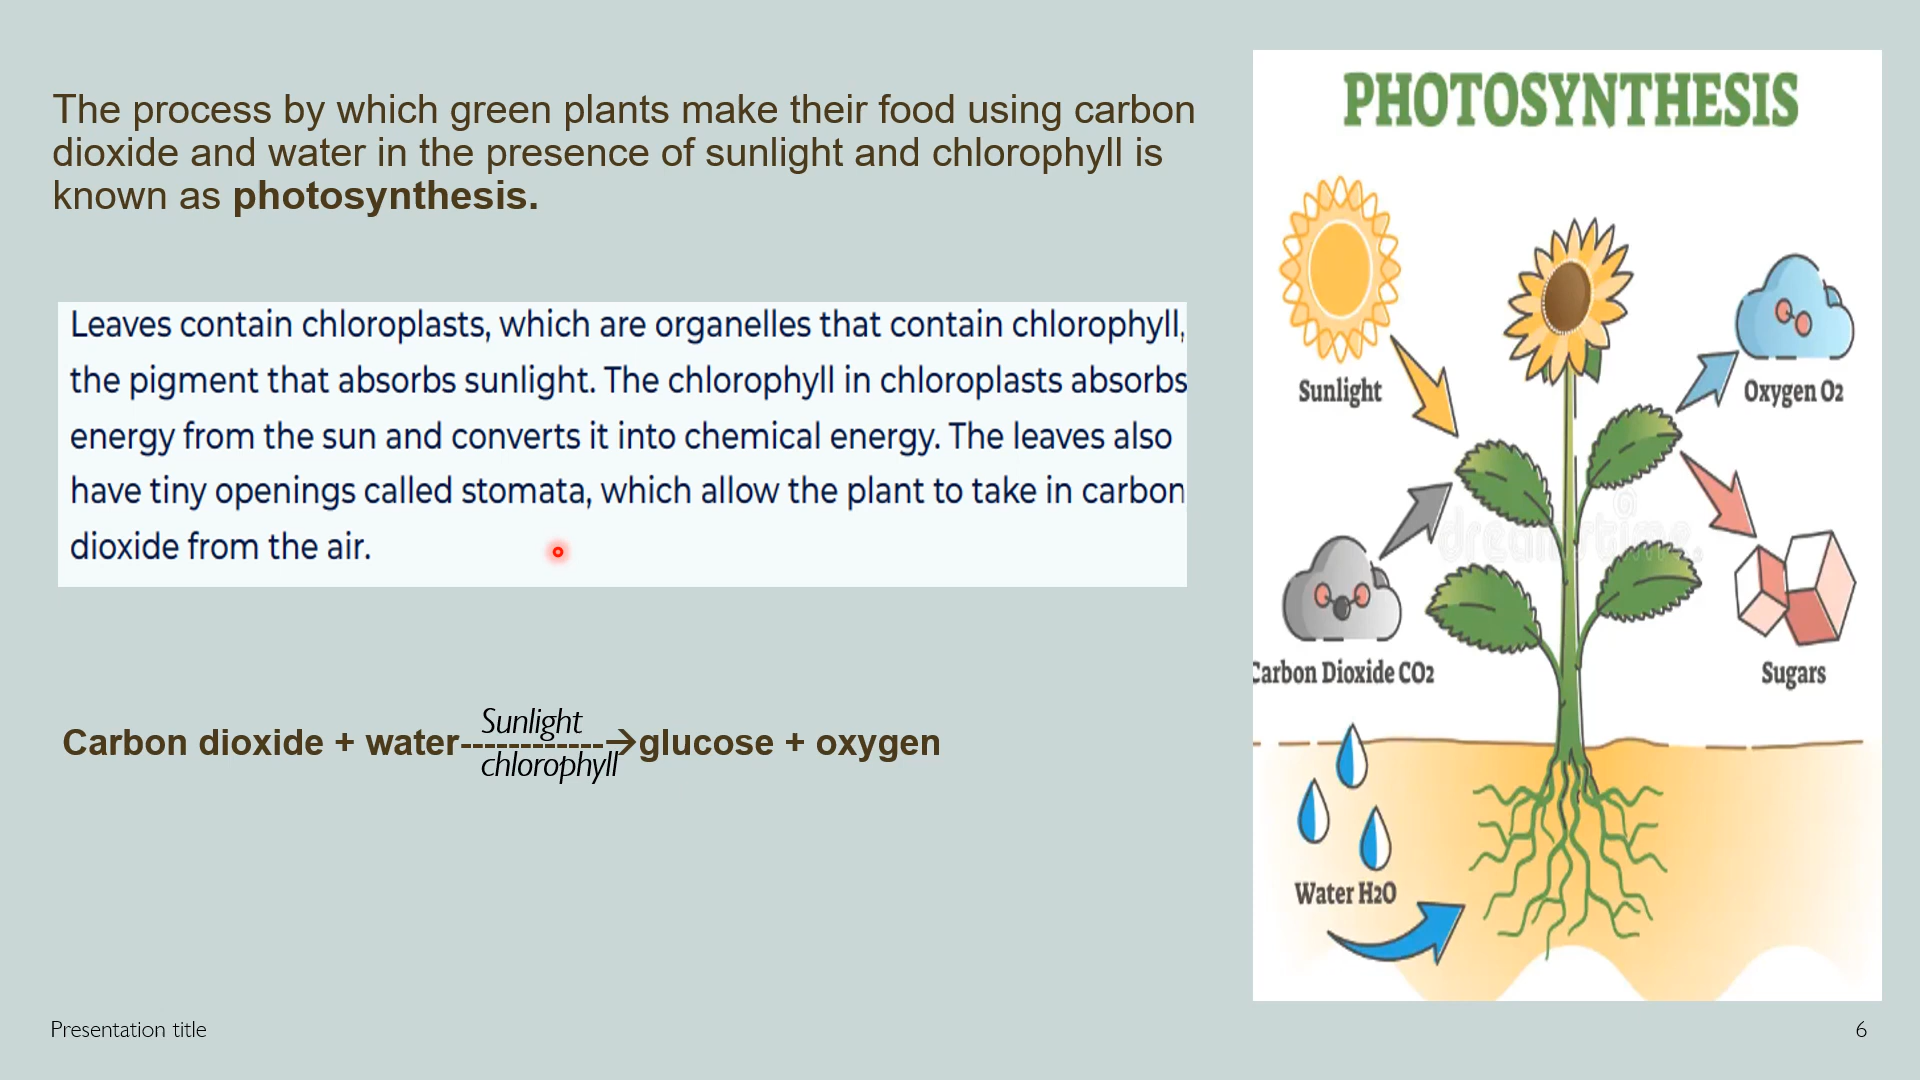 The process by which green plants make their food using carbon
dioxide and water in the presence of sunlight and chlorophyll is
known as photosynthesis.
Leaves contain chloroplasts, which are organelles that contain chlorophyll,
the pigment that absorbs sunlight. The chlorophyll in chloroplasts absorbs
energy from the sun and converts it into chemical energy. The leaves also
have tiny openings called stomata, which allow the plant to take in carbon
dioxide from the air.
Sunlight
Carbon dioxide + water------------→glucose + oxygen
chlorophyll
PHOTOSYNTHESIS
Sunlight
Oxygen O2
dreamstime.
Carbon Dioxide CO2
Sugars
Water H2O
Presentation title
6